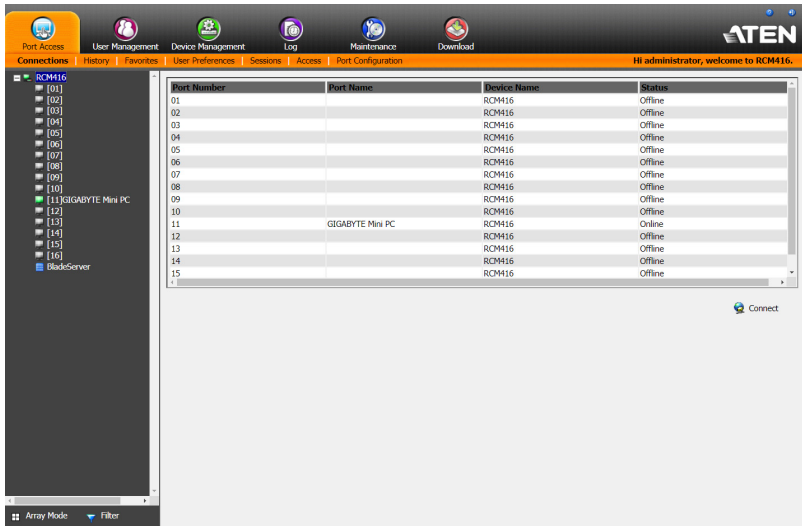 Port Access User Management Device Management Log Maintenance Download ATEN
Connections History Favorites User Preferences Sessions Access Port Configuration Hi administrator, welcome to RCM416.
RCM416
[01]
[02]
[03]
[04]
[05]
[06]
[07]
[08]
[09]
[10]
[11]GIGABYTE Mini PC
[12]
[13]
[14]
[15]
[16]
BladeServer
Port Number Port Name Device Name Status
01 RCM416 Offline
02 RCM416 Offline
03 RCM416 Offline
04 RCM416 Offline
05 RCM416 Offline
06 RCM416 Offline
07 RCM416 Offline
08 RCM416 Offline
09 RCM416 Offline
10 RCM416 Offline
11 GIGABYTE Mini PC RCM416 Online
12 RCM416 Offline
13 RCM416 Offline
14 RCM416 Offline
15 RCM416 Offline
Connect
Array Mode Filter